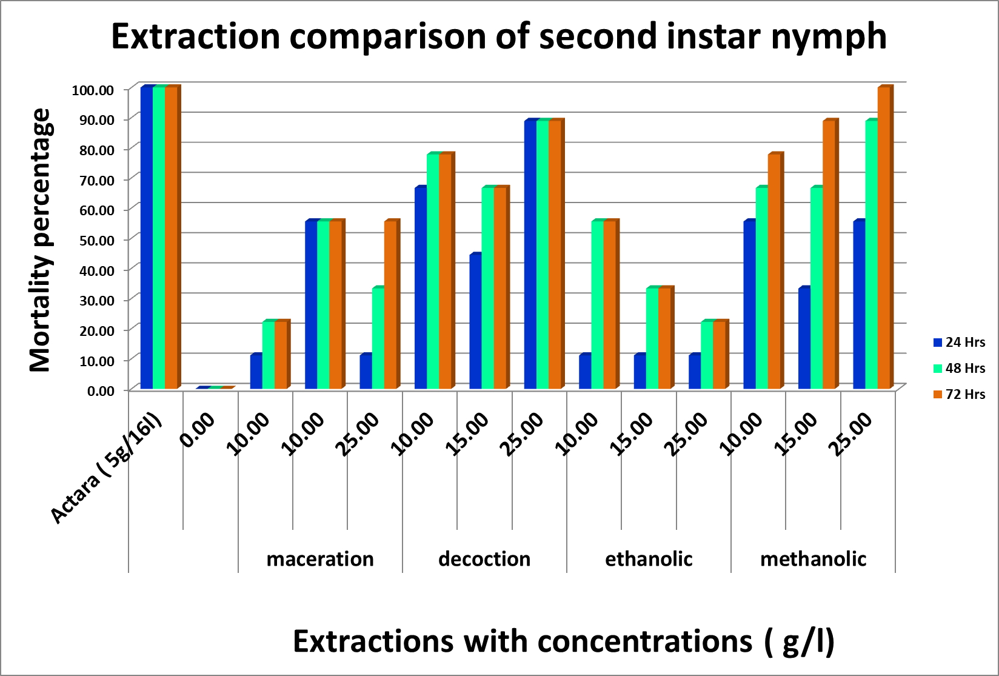 Extraction comparison of second instar nymph
Mortality percentage
100.00
90.00
80.00
70.00
60.00
50.00
40.00
30.00
20.00
10.00
0.00
24 Hrs
48 Hrs
72 Hrs
Actara ( 5g/16l)
0.00
10.00
10.00
25.00
10.00
15.00
25.00
10.00
15.00
25.00
10.00
15.00
25.00
maceration
decoction
ethanolic
methanolic
Extractions with concentrations ( g/l)